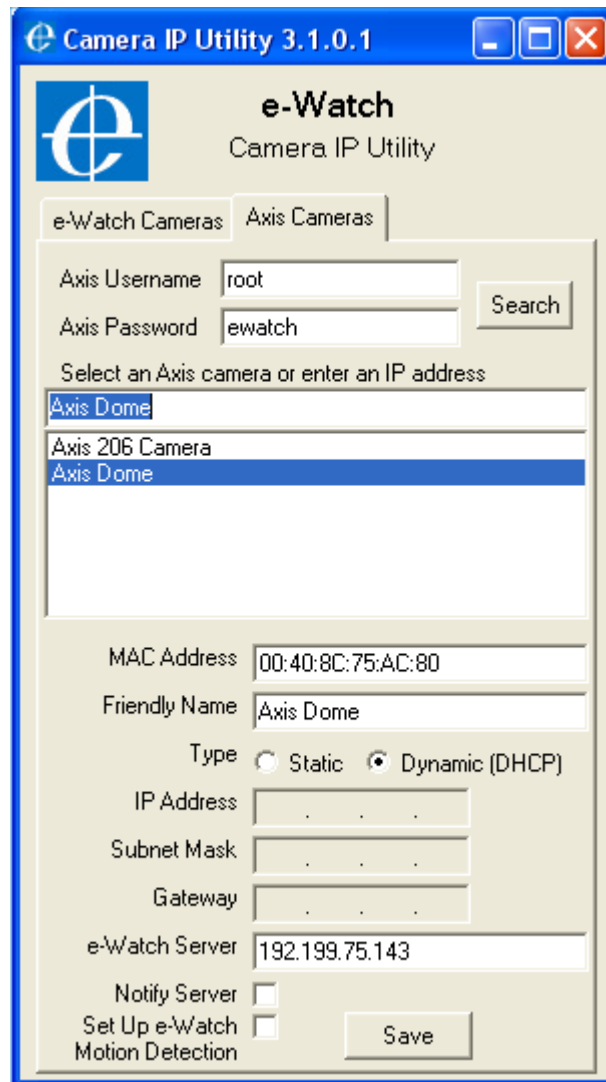 Camera IP Utility 3.1.0.1
e-Watch
Camera IP Utility
e-Watch Cameras
Axis Cameras
Axis Username
root
Axis Password
ewatch
Search
Select an Axis camera or enter an IP address
Axis Dome
Axis 206 Camera
Axis Dome
MAC Address
00:40:8C:75:AC:80
Friendly Name
Axis Dome
Type
Static
Dynamic (DHCP)
IP Address
. . .
Subnet Mask
. . .
Gateway
. . .
e-Watch Server
192.199.75.143
Notify Server
Set Up e-Watch
Motion Detection
Save